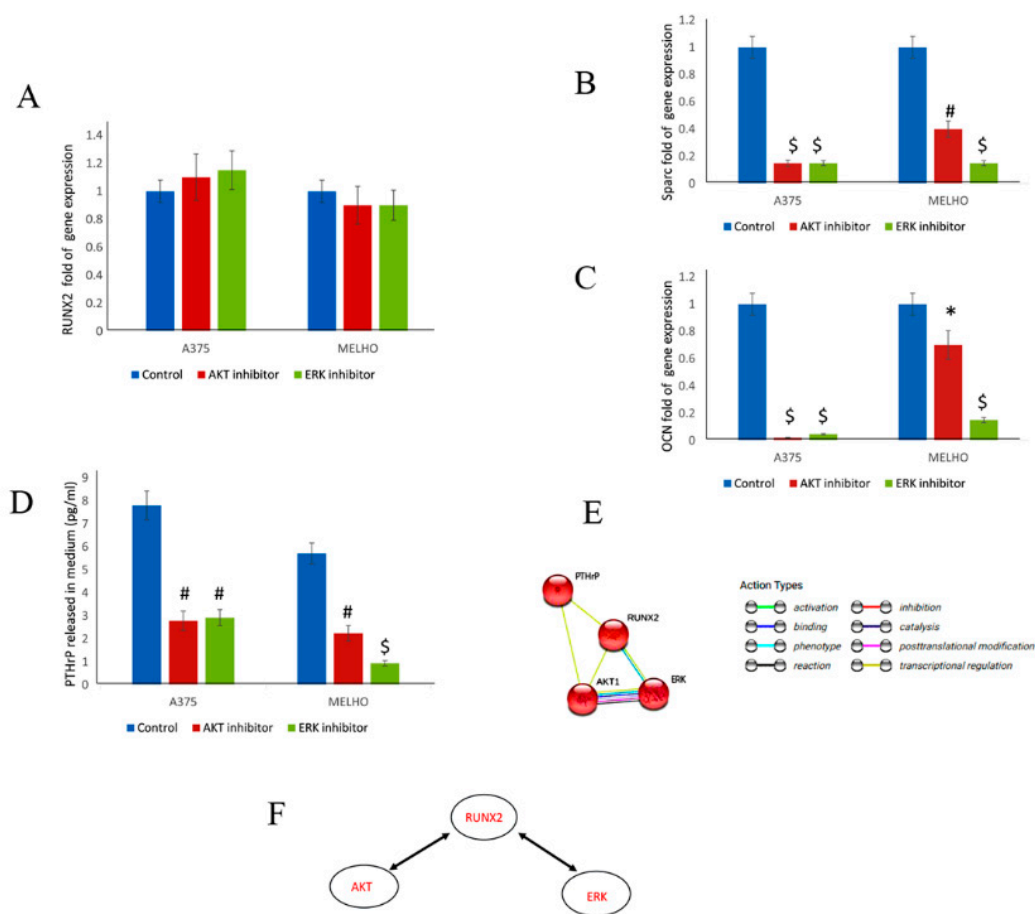 A
RUNX2 fold of gene expression
1.4
1.2
1
0.8
0.6
0.4
0.2
0
A375 MELHO
Control AKT inhibitor ERK inhibitor
B
Sparc fold of gene expression
1.2
1
0.8
0.6
0.4
0.2
0
$ $ # $
A375 MELHO
Control AKT inhibitor ERK inhibitor
C
OCN fold of gene expression
1.2
1
0.8
0.6
0.4
0.2
0
$ $ * $
A375 MELHO
Control AKT inhibitor ERK inhibitor
D
PTHrP released in medium (pg/ml)
9
8
7
6
5
4
3
2
1
0
# # # $
A375 MELHO
Control AKT inhibitor ERK inhibitor
E
PTHrP
RUNX2
AKT1
ERK
Action Types
activation inhibition
binding catalysis
phenotype posttranslational modification
reaction transcriptional regulation
F
RUNX2
AKT
ERK